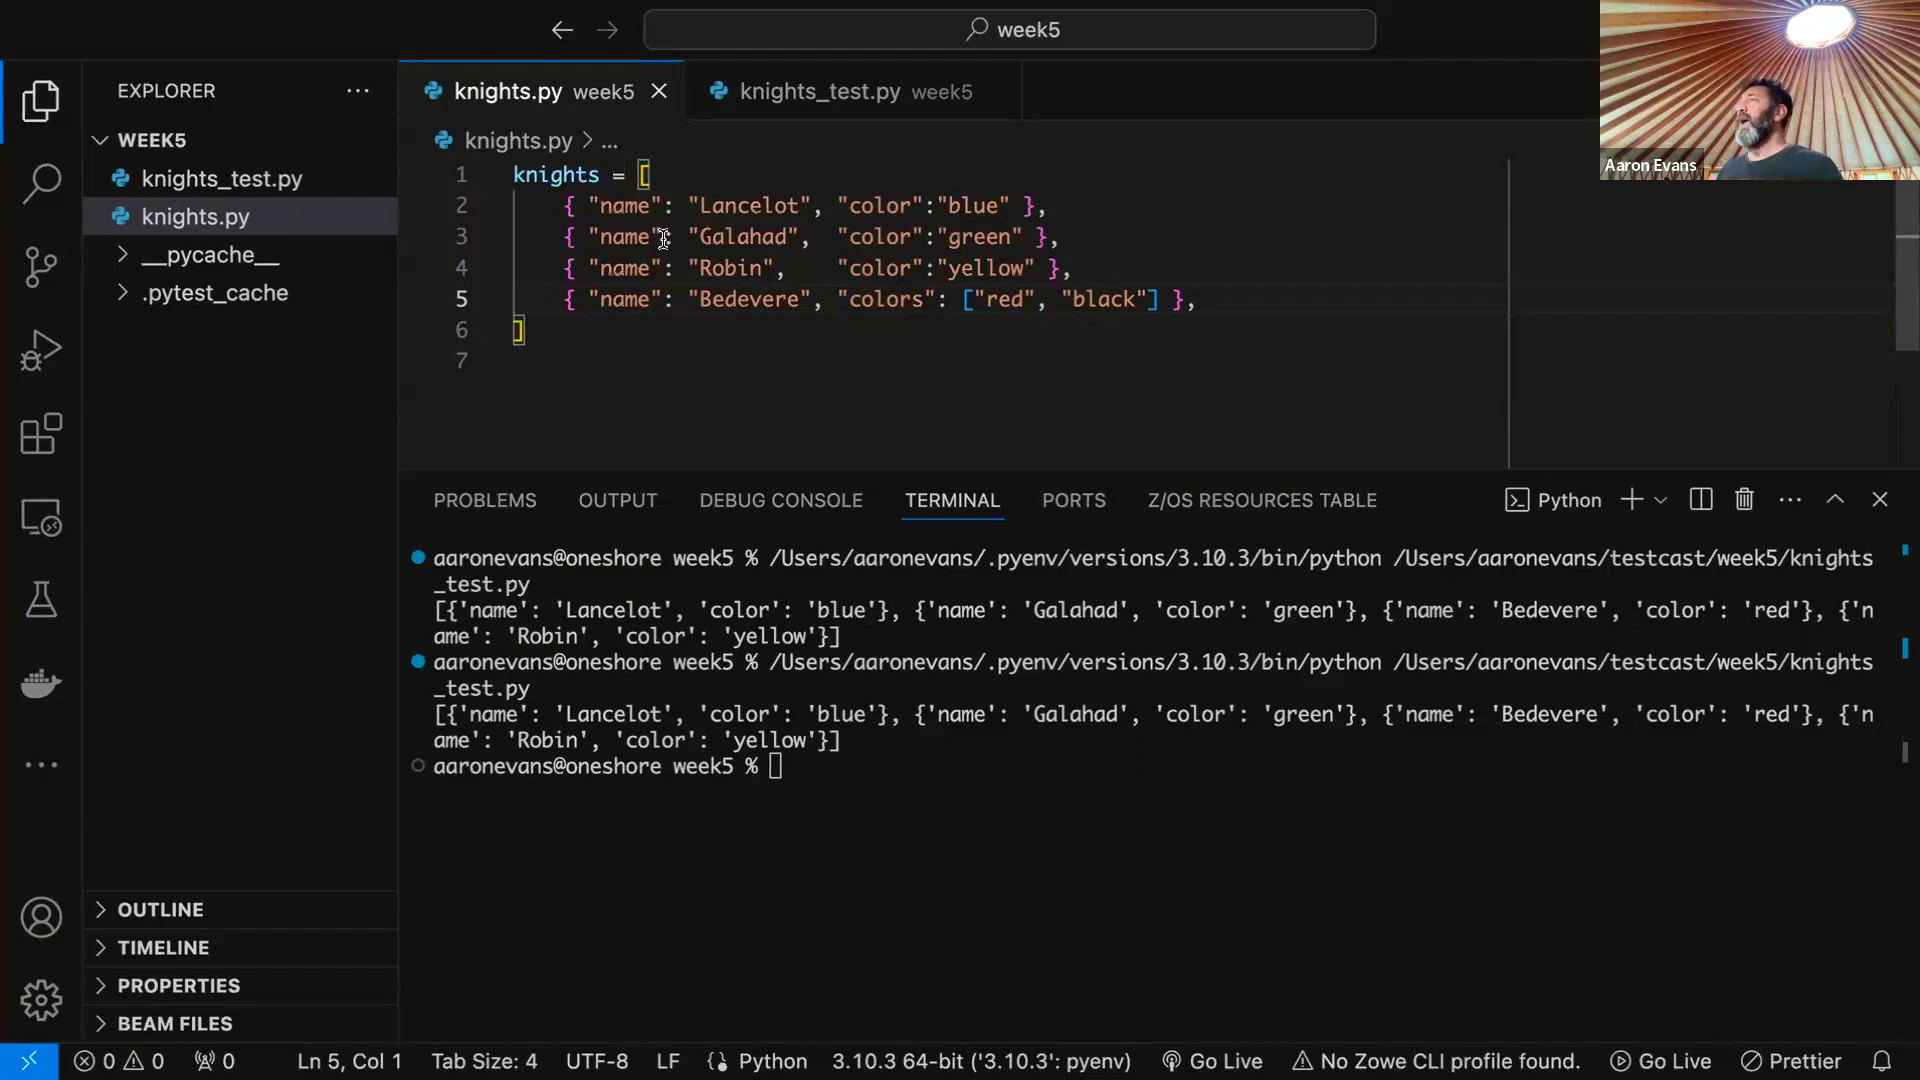 week5
Aaron Evans
EXPLORER
WEEK5
knights_test.py
knights.py
__pycache__
.pytest_cache
OUTLINE
TIMELINE
PROPERTIES
BEAM FILES
knights.py week5
knights_test.py week5
knights.py > ...
1 knights = [
2 { "name": "Lancelot", "color":"blue" },
3 { "name": "Galahad", "color":"green" },
4 { "name": "Robin", "color":"yellow" },
5 { "name": "Bedevere", "colors": ["red", "black"] },
6 ]
7
PROBLEMS OUTPUT DEBUG CONSOLE TERMINAL PORTS Z/OS RESOURCES TABLE Python
aaronevans@oneshore week5 % /Users/aaronevans/.pyenv/versions/3.10.3/bin/python /Users/aaronevans/testcast/week5/knights
_test.py
[{'name': 'Lancelot', 'color': 'blue'}, {'name': 'Galahad', 'color': 'green'}, {'name': 'Bedevere', 'color': 'red'}, {'n
ame': 'Robin', 'color': 'yellow'}]
aaronevans@oneshore week5 % /Users/aaronevans/.pyenv/versions/3.10.3/bin/python /Users/aaronevans/testcast/week5/knights
_test.py
[{'name': 'Lancelot', 'color': 'blue'}, {'name': 'Galahad', 'color': 'green'}, {'name': 'Bedevere', 'color': 'red'}, {'n
ame': 'Robin', 'color': 'yellow'}]
aaronevans@oneshore week5 %
0 0 0 Ln 5, Col 1 Tab Size: 4 UTF-8 LF Python 3.10.3 64-bit ('3.10.3': pyenv) Go Live No Zowe CLI profile found. Go Live Prettier